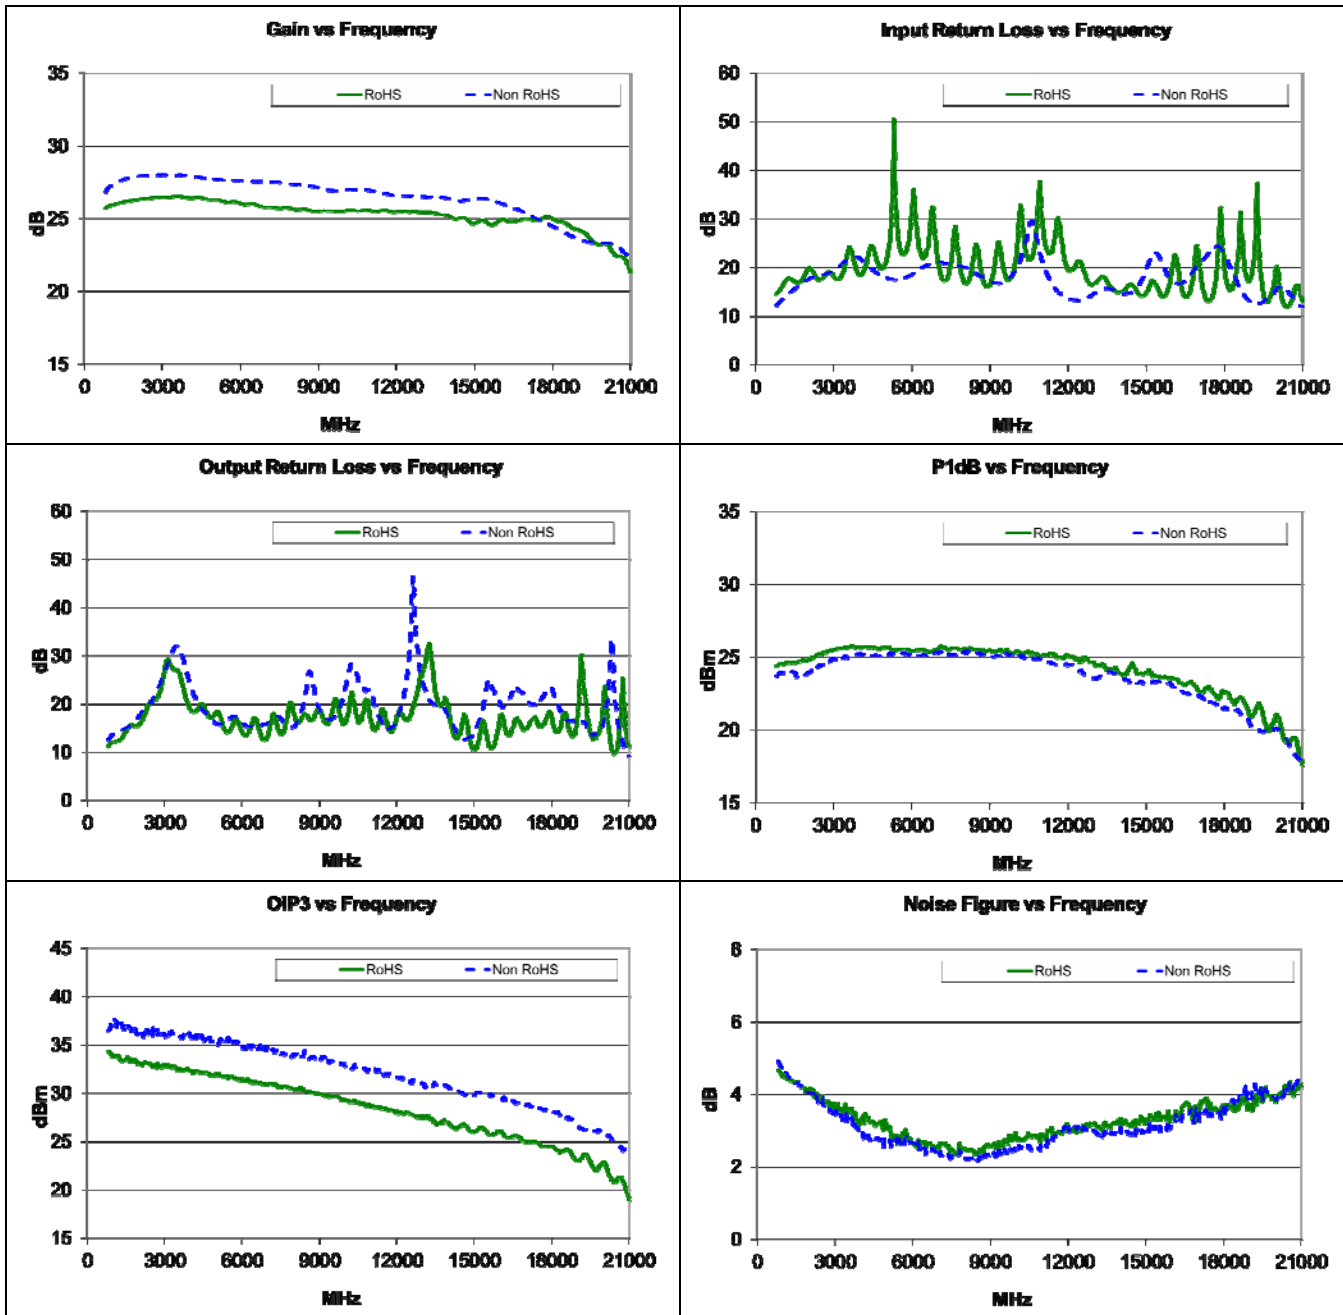 Gain vs Frequency
RoHS
Non RoHS
35
30
25
20
15
dB
0 3000 6000 9000 12000 15000 18000 21000
MHz
Input Return Loss vs Frequency
RoHS
Non RoHS
60
50
40
30
20
10
0
dB
0 3000 6000 9000 12000 15000 18000 21000
MHz
Output Return Loss vs Frequency
RoHS
Non RoHS
60
50
40
30
20
10
0
dB
0 3000 6000 9000 12000 15000 18000 21000
MHz
P1dB vs Frequency
RoHS
Non RoHS
35
30
25
20
15
dBm
0 3000 6000 9000 12000 15000 18000 21000
MHz
OIP3 vs Frequency
RoHS
Non RoHS
45
40
35
30
25
20
15
dBm
0 3000 6000 9000 12000 15000 18000 21000
MHz
Noise Figure vs Frequency
RoHS
Non RoHS
8
6
4
2
0
dB
0 3000 6000 9000 12000 15000 18000 21000
MHz